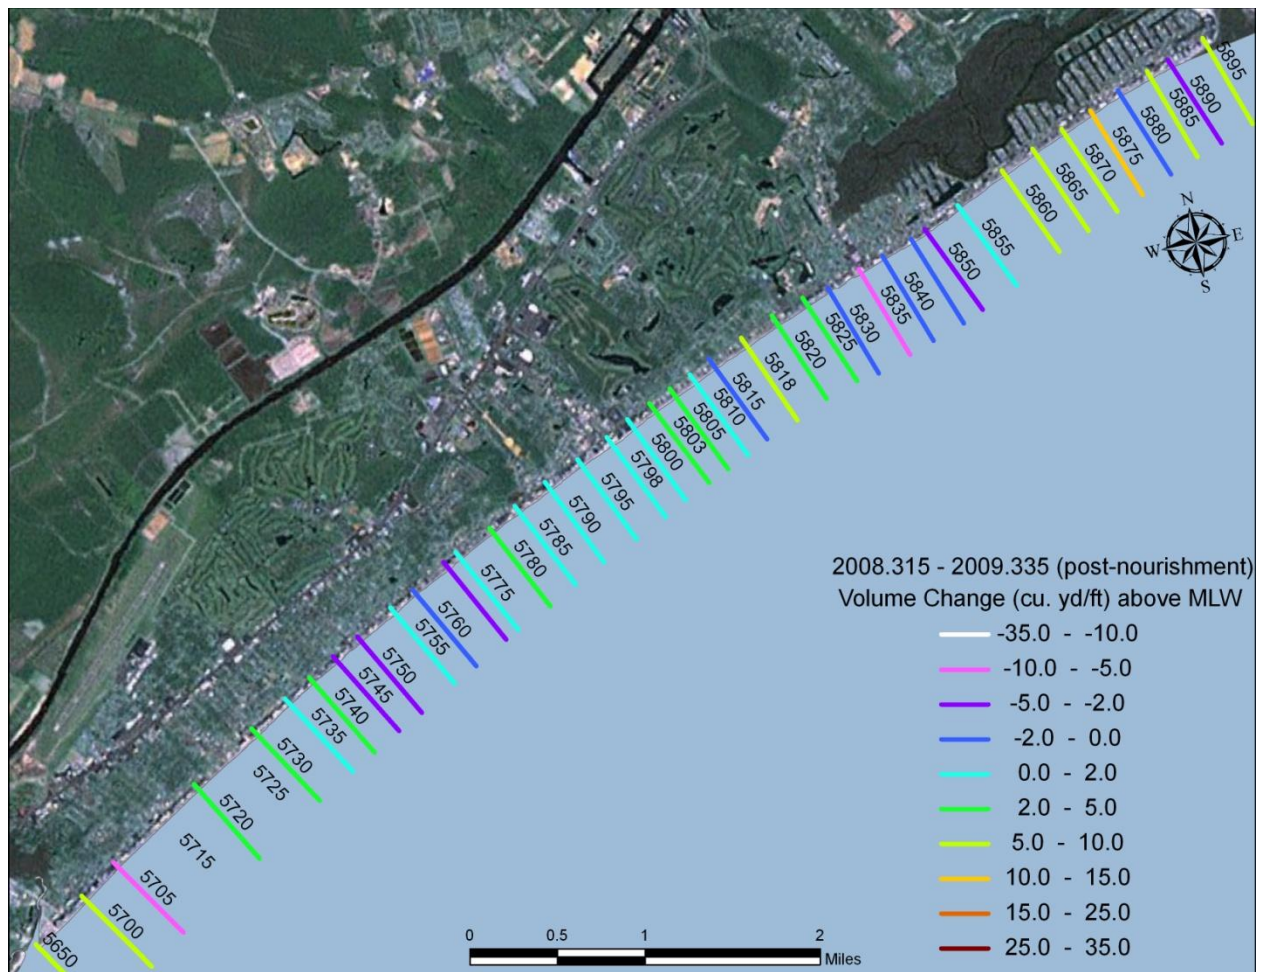 5895
5890
5885
5880
5875
5870
5865
5860
5855
5850
5840
5835
5830
5825
5820
5818
5815
5810
5805
5803
5800
5798
5795
5790
5785
5780
5775
5760
5755
5750
5745
5740
5735
5730
5725
5720
5715
5705
5700
5650
N
W E
S
2008.315 - 2009.335 (post-nourishment)
Volume Change (cu. yd/ft) above MLW
-35.0 - -10.0
-10.0 - -5.0
-5.0 - -2.0
-2.0 - 0.0
0.0 - 2.0
2.0 - 5.0
5.0 - 10.0
10.0 - 15.0
15.0 - 25.0
25.0 - 35.0
0 0.5 1 2
Miles